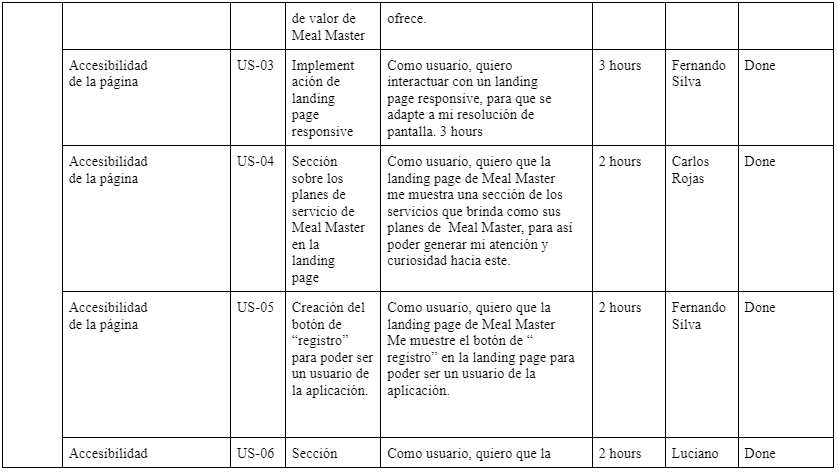 de valor de
Meal Master
ofrece.
Accesibilidad
de la página
US-03
Implement
ación de
landing
page
responsive
Como usuario, quiero
interactuar con un landing
page responsive, para que se
adapte a mi resolución de
pantalla. 3 hours
3 hours
Fernando
Silva
Done
Accesibilidad
de la página
US-04
Sección
sobre los
planes de
servicio de
Meal Master
en la
landing
page
Como usuario, quiero que la
landing page de Meal Master
me muestra una sección de los
servicios que brinda como sus
planes de  Meal Master, para así
poder generar mi atención y
curiosidad hacia este.
2 hours
Carlos
Rojas
Done
Accesibilidad
de la página
US-05
Creación del
botón de
“registro”
para poder ser
un usuario de
la aplicación.
Como usuario, quiero que la
landing page de Meal Master
Me muestre el botón de “
registro” en la landing page para
poder ser un usuario de la
aplicación.
2 hours
Fernando
Silva
Done
Accesibilidad
US-06
Sección
Como usuario, quiero que la
2 hours
Luciano
Done